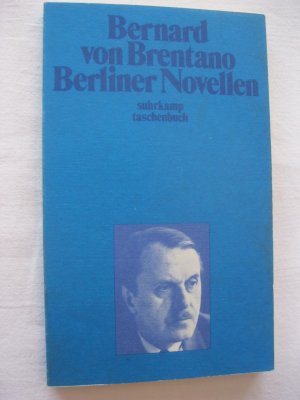 Bernard
von Brentano
Berliner Novellen
suhrkamp
taschenbuch